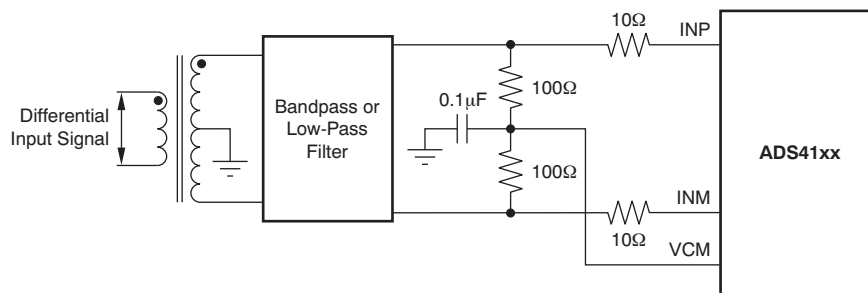 10Ω
INP
0.1μF
100Ω
Differential
Input Signal
Bandpass or
Low-Pass
Filter
ADS41xx
100Ω
INM
10Ω
VCM